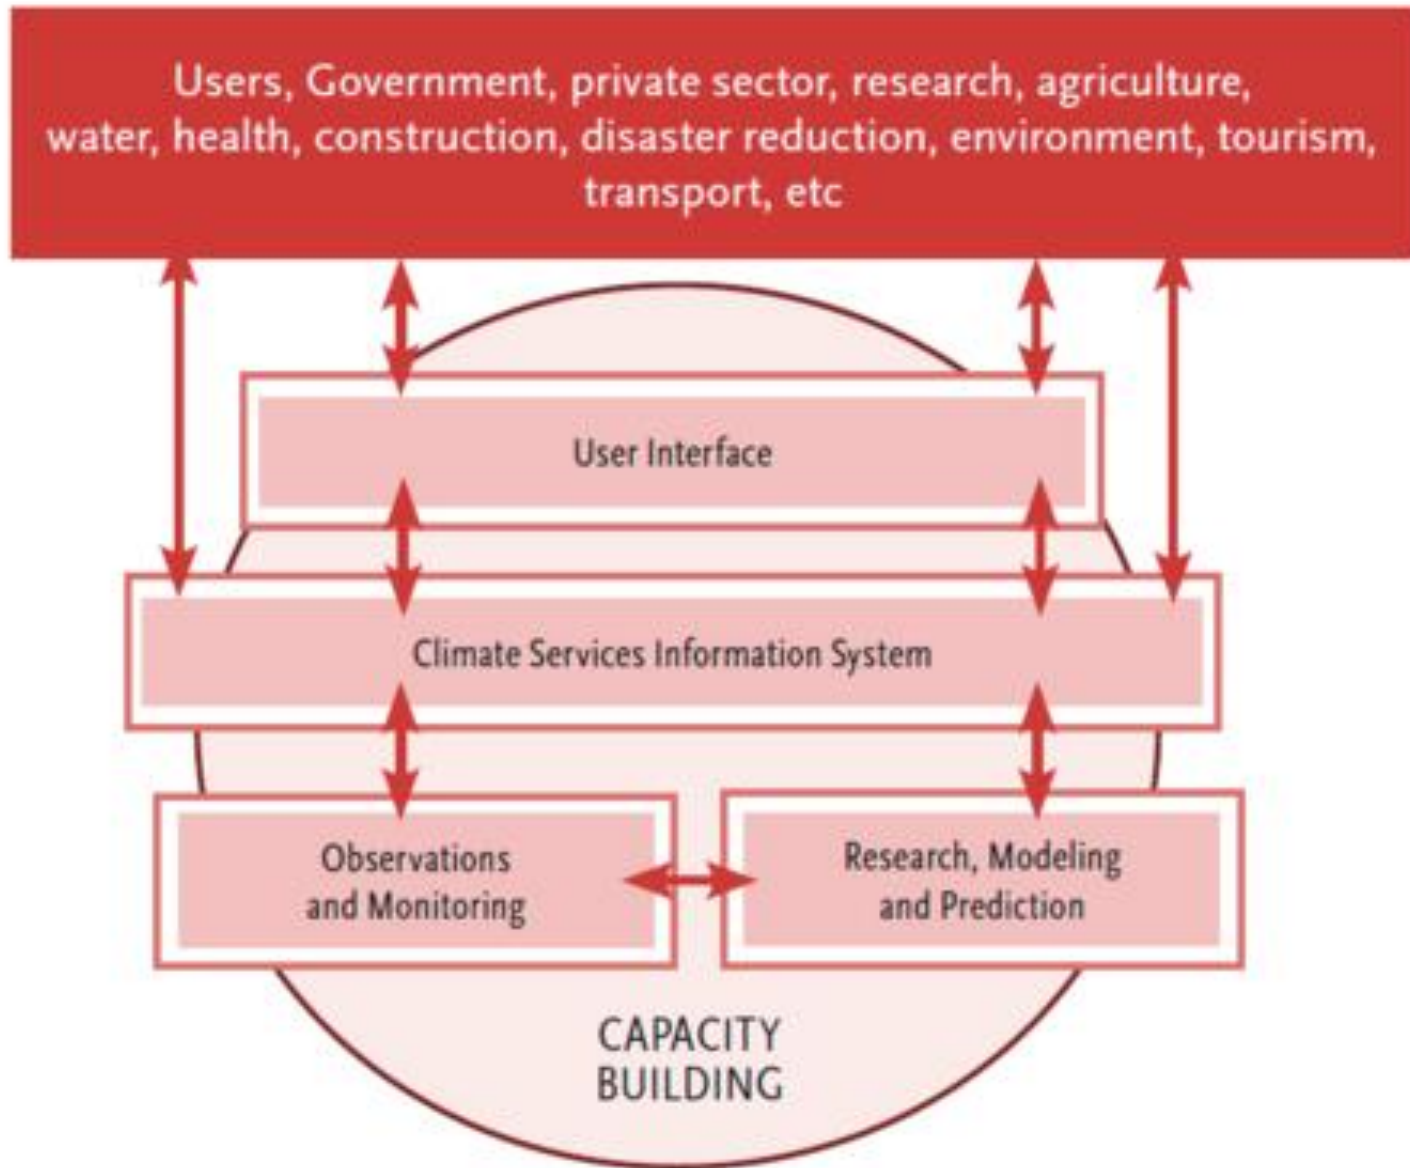 Users, Government, private sector, research, agriculture,
water, health, construction, disaster reduction, environment, tourism,
transport, etc
User Interface
Climate Services Information System
Observations
and Monitoring
Research, Modeling
and Prediction
CAPACITY
BUILDING